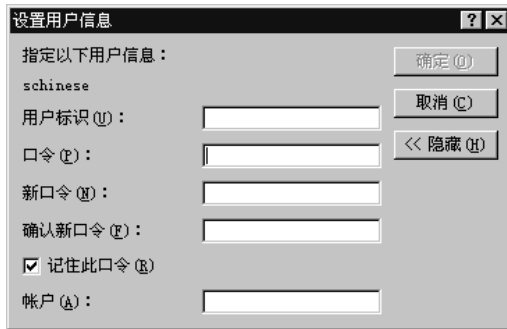 设置用户信息
指定以下用户信息：
schinese
用户标识(U)：
口令(P)：
新口令(N)：
确认新口令(F)：
记住此口令(R)
帐户(A)：
确定(O)
取消(C)
<< 隐藏(H)